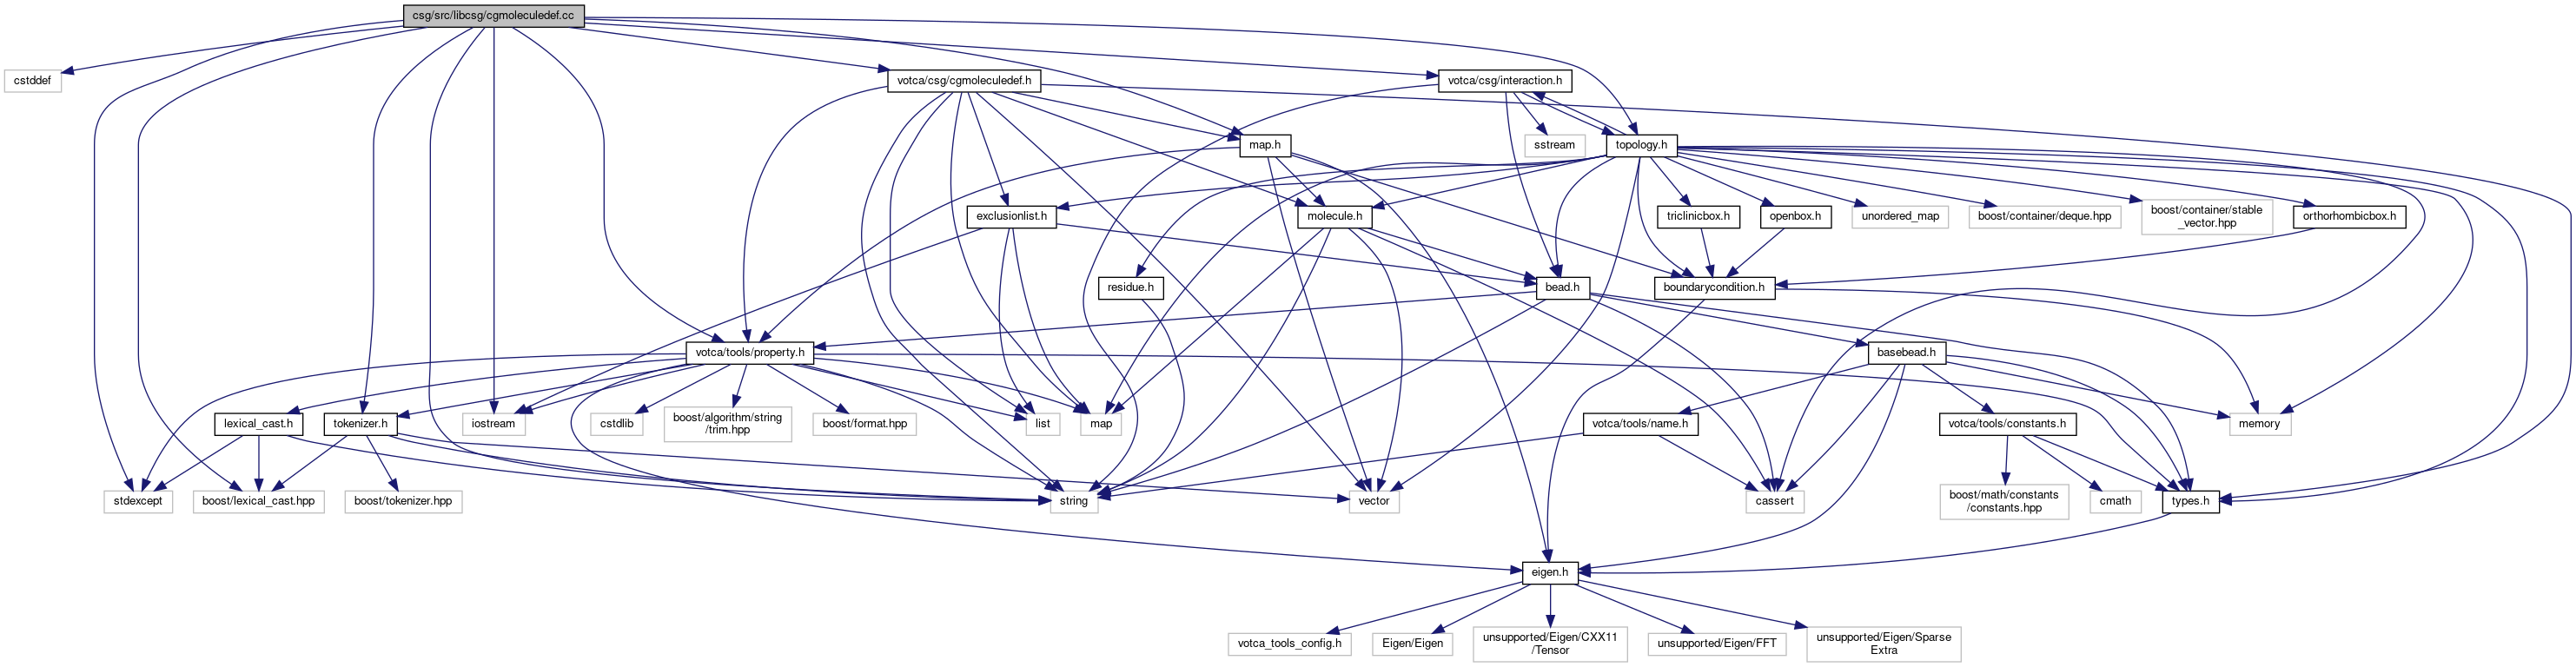 csg/src/libcsg/cgmoleculedef.cc
cstddef
votca/csg/cgmoleculedef.h
votca/csg/interaction.h
map.h
sstream
topology.h
exclusionlist.h
molecule.h
triclinicbox.h
openbox.h
unordered_map
boost/container/deque.hpp
boost/container/stable
_vector.hpp
orthorhombicbox.h
residue.h
bead.h
boundarycondition.h
votca/tools/property.h
basebead.h
lexical_cast.h
tokenizer.h
iostream
cstdlib
boost/algorithm/string
/trim.hpp
boost/format.hpp
list
map
votca/tools/name.h
votca/tools/constants.h
memory
stdexcept
boost/lexical_cast.hpp
boost/tokenizer.hpp
string
vector
cassert
boost/math/constants
/constants.hpp
cmath
types.h
eigen.h
votca_tools_config.h
Eigen/Eigen
unsupported/Eigen/CXX11
/Tensor
unsupported/Eigen/FFT
unsupported/Eigen/Sparse
Extra